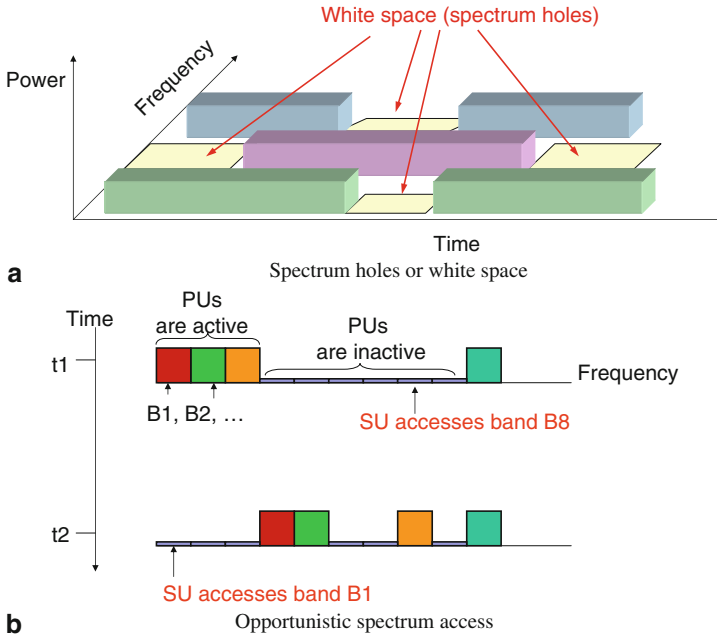 White space (spectrum holes)
Power
Frequency
Time
a
Spectrum holes or white space
Time
PUs
are active
PUs
are inactive
t1
Frequency
B1, B2, ...
SU accesses band B8
t2
SU accesses band B1
b
Opportunistic spectrum access